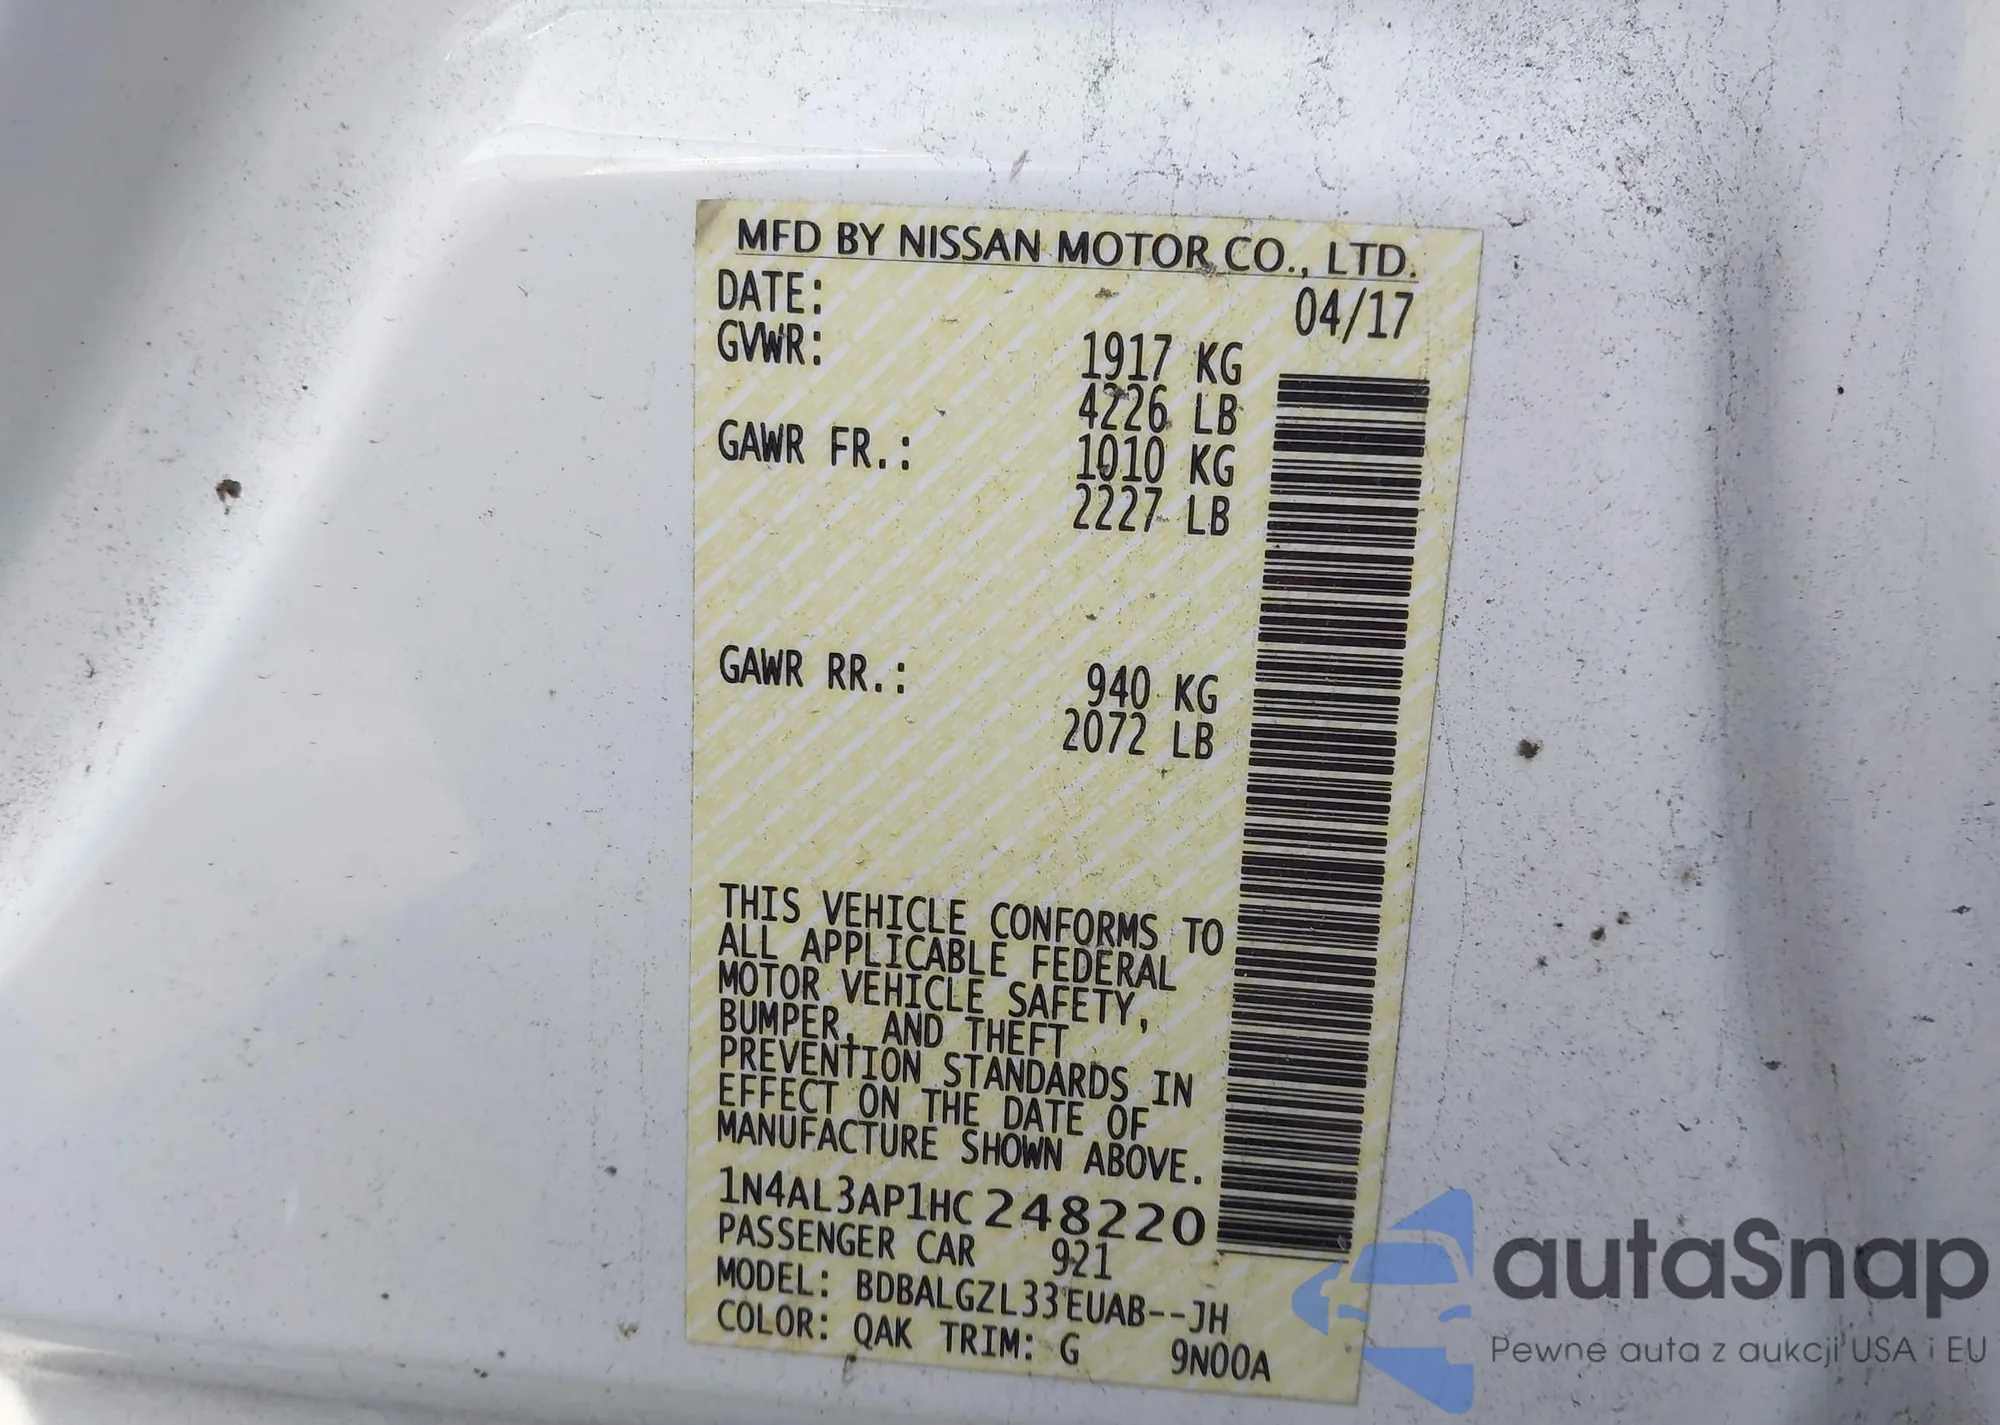 MFD BY NISSAN MOTOR CO., LTD.
DATE: 04/17
GVWR: 1917 KG
4226 LB
GAWR FR.: 1010 KG
2227 LB
GAWR RR.: 940 KG
2072 LB
THIS VEHICLE CONFORMS TO
ALL APPLICABLE FEDERAL
MOTOR VEHICLE SAFETY,
BUMPER, AND THEFT
PREVENTION STANDARDS IN
EFFECT ON THE DATE OF
MANUFACTURE SHOWN ABOVE.
1N4AL3AP1HC248220
PASSENGER CAR 921
MODEL: BDBALGZL33EUAB--JH
COLOR: QAK TRIM: G 9N00A
autaSnap
Pewne auta z aukcji USA i EU